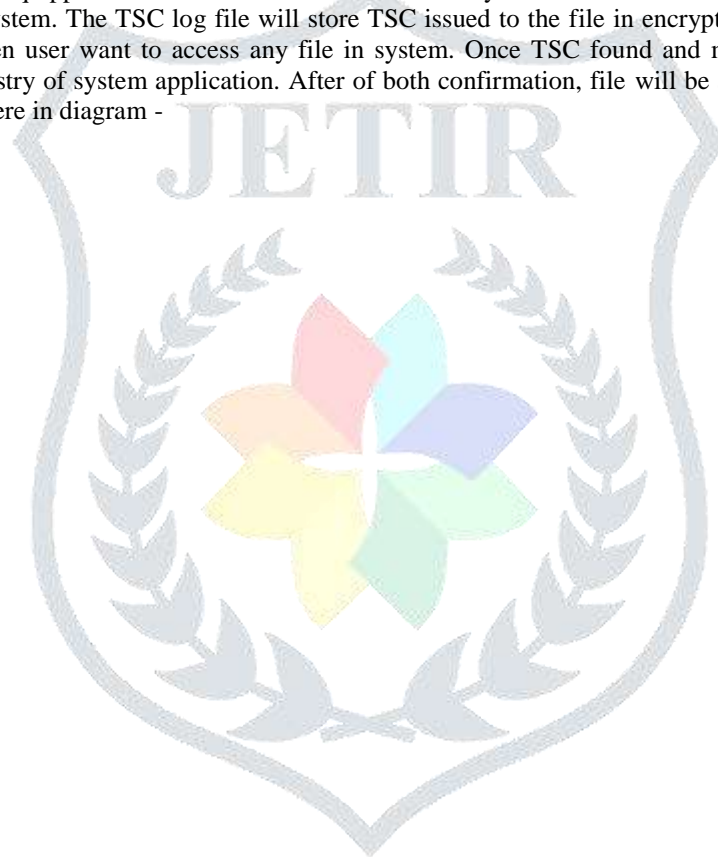 ystem. The TSC log file will store TSC issued to the file in encrypt
en user want to access any file in system. Once TSC found and
stry of system application. After of both confirmation, file will be
ere in diagram -
JETIR